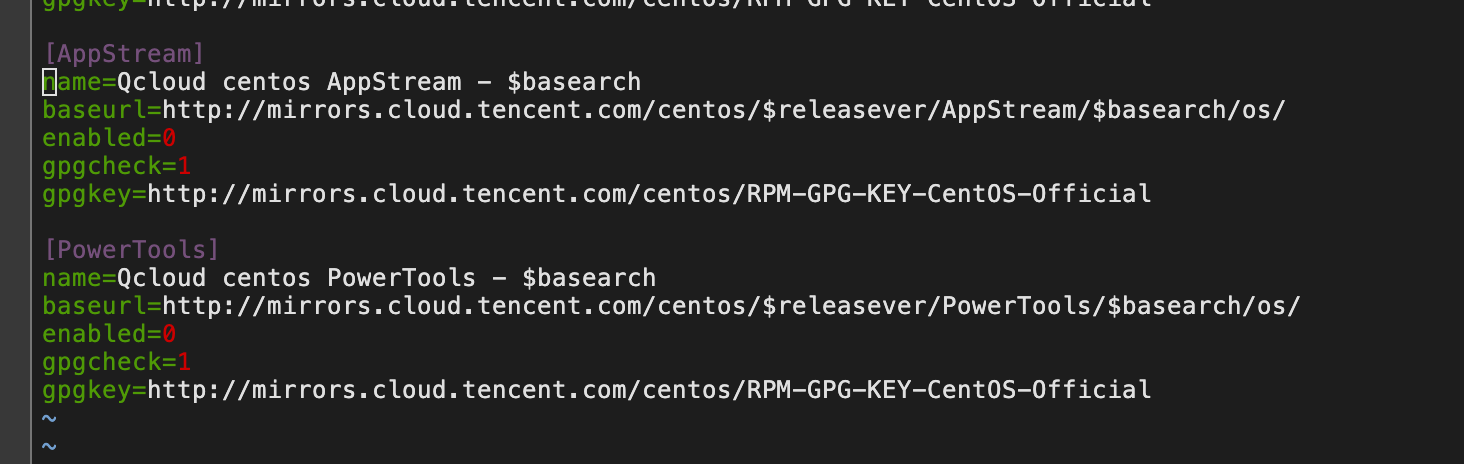 gpgkey=http://mirrors.cloud.tencent.com/centos/RPM-GPG-KEY-CentOS-Official
[AppStream]
name=Qcloud centos AppStream - $basearch
baseurl=http://mirrors.cloud.tencent.com/centos/$releasever/AppStream/$basearch/os/
enabled=0
gpgcheck=1
gpgkey=http://mirrors.cloud.tencent.com/centos/RPM-GPG-KEY-CentOS-Official
[PowerTools]
name=Qcloud centos PowerTools - $basearch
baseurl=http://mirrors.cloud.tencent.com/centos/$releasever/PowerTools/$basearch/os/
enabled=0
gpgcheck=1
gpgkey=http://mirrors.cloud.tencent.com/centos/RPM-GPG-KEY-CentOS-Official
~
~